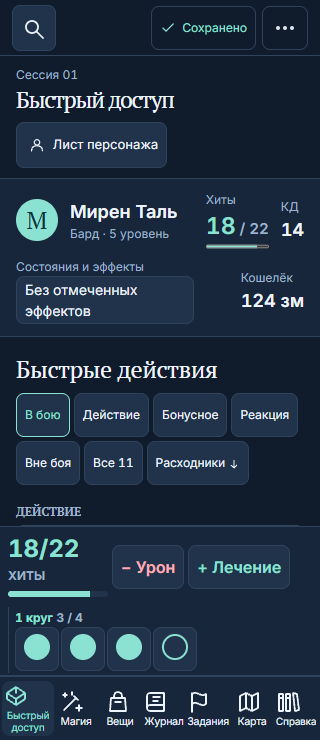 Сохранено
Сессия 01
Быстрый доступ
Лист персонажа
М
Мирен Таль
Бард · 5 уровень
Хиты
18 / 22
КД
14
Состояния и эффекты
Без отмеченных
эффектов
Кошелёк
124 зм
Быстрые действия
В бою
Действие
Бонусное
Реакция
Вне боя
Все 11
Расходники ↓
ДЕЙСТВИЕ
18/22
ХИТЫ
− Урон
+ Лечение
1 круг 3 / 4
Быстрый
доступ
Магия
Вещи
Журнал
Задания
Карта
Справка